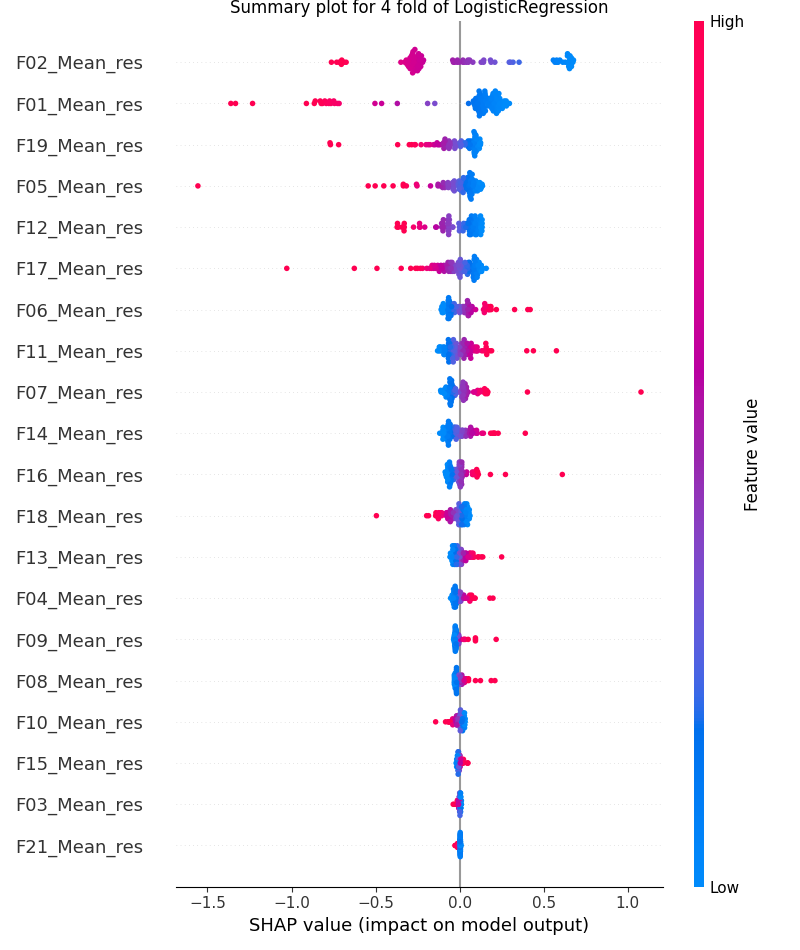 Summary plot for 4 fold of LogisticRegression
High
F02_Mean_res
F01_Mean_res
F19_Mean_res
F05_Mean_res
F12_Mean_res
F17_Mean_res
F06_Mean_res
F11_Mean_res
F07_Mean_res
F14_Mean_res
F16_Mean_res
F18_Mean_res
F13_Mean_res
F04_Mean_res
F09_Mean_res
F08_Mean_res
F10_Mean_res
F15_Mean_res
F03_Mean_res
F21_Mean_res
Feature value
Low
−1.5 −1.0 −0.5 0.0 0.5 1.0
SHAP value (impact on model output)